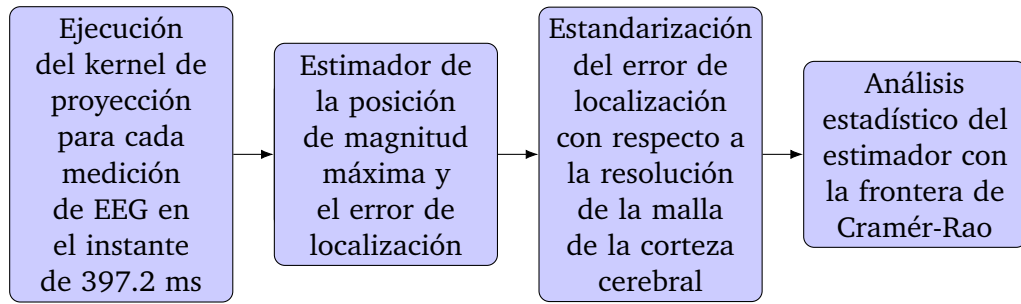 Ejecución
del kernel de
proyección
para cada
medición
de EEG en
el instante
de 397.2 ms
Estimador de
la posición
de magnitud
máxima y
el error de
localización
Estandarización
del error de
localización
con respecto a
la resolución
de la malla
de la corteza
cerebral
Análisis
estadístico del
estimador con
la frontera de
Cramér-Rao